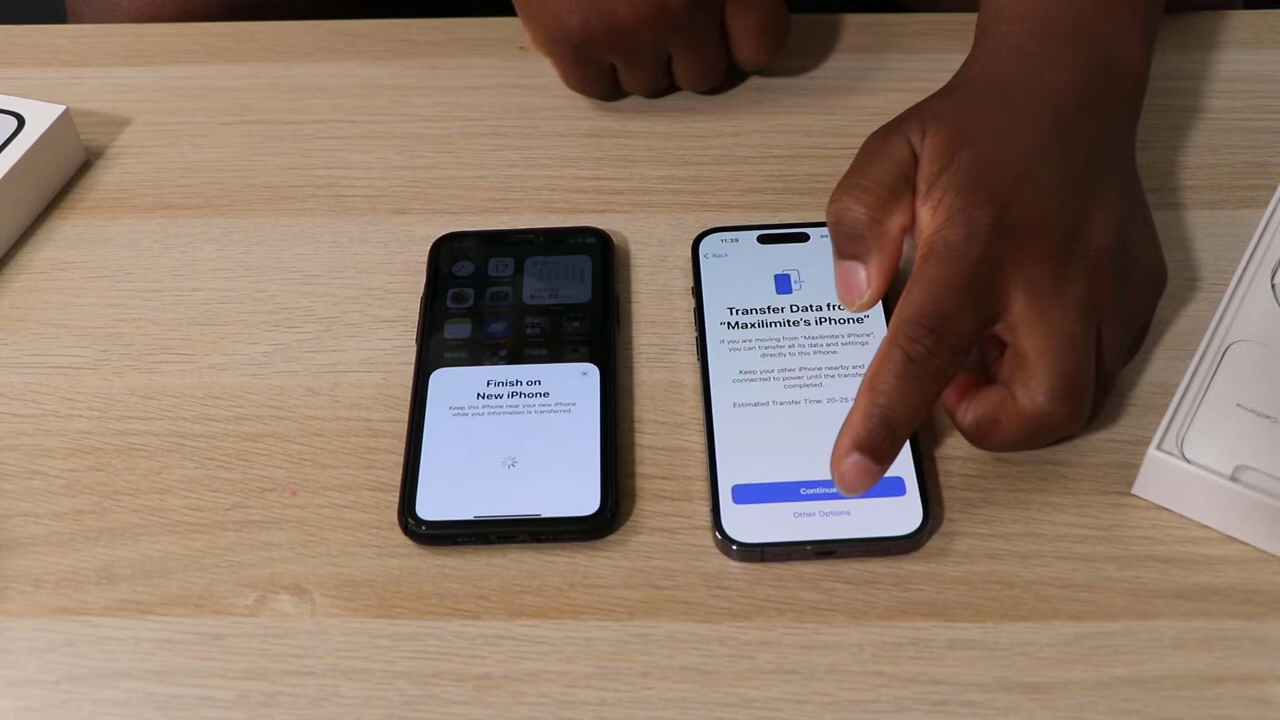 17
Finish on
New iPhone
Keep this iPhone near your new iPhone
while your information is transferred.
11:39
Back
Transfer Data fro
“Maxilimite's iPhone”
If you are moving from “Maxilimite's iPhone”,
you can transfer all its data and settings
directly to this iPhone.
Keep your other iPhone nearby and
connected to power until the transfer
completed.
Estimated Transfer Time: 20-25 m
Continue
Other Options
California